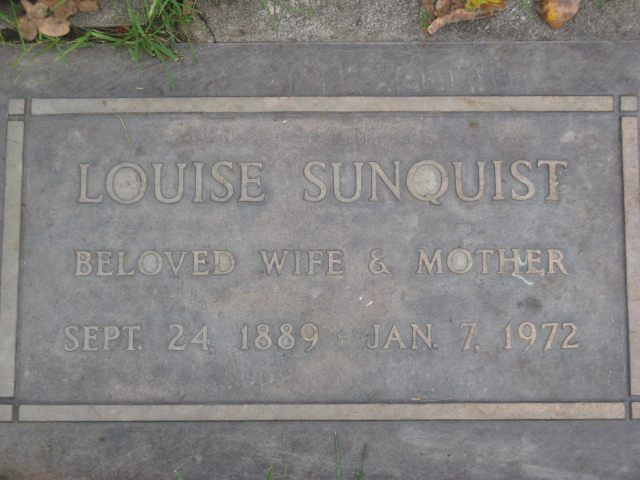 LOUISE SUNQUIST
BELOVED WIFE & MOTHER
SEPT. 24, 1889 - JAN. 7, 1972